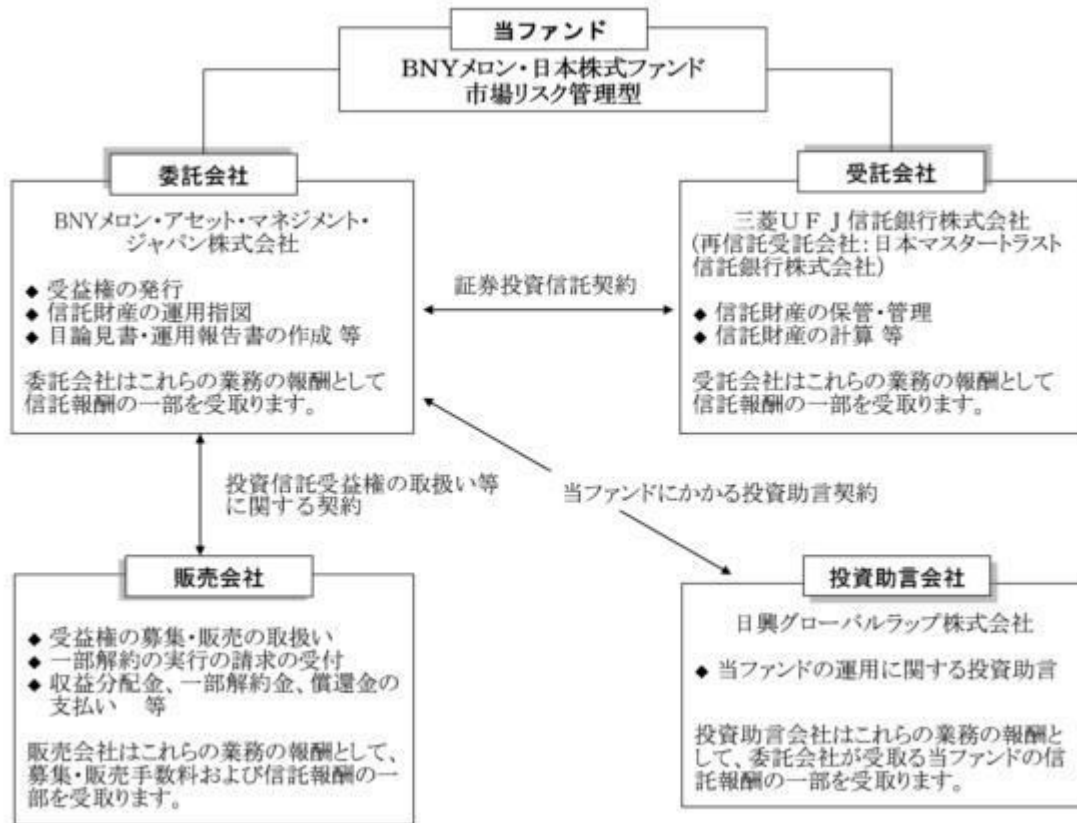 当ファンド
BNYメロン・日本株式ファンド
市場リスク管理型
委託会社
BNYメロン・アセット・マネジメント・
ジャパン株式会社
◆ 受益権の発行
◆ 信託財産の運用指図
◆ 目論見書・運用報告書の作成 等
委託会社はこれらの業務の報酬として
信託報酬の一部を受取ります。
証券投資信託契約
受託会社
三菱UFJ信託銀行株式会社
(再信託受託会社:日本マスタートラスト
信託銀行株式会社)
◆ 信託財産の保管・管理
◆ 信託財産の計算 等
受託会社はこれらの業務の報酬として
信託報酬の一部を受取ります。
投資信託受益権の取扱い等
に関する契約
当ファンドにかかる投資助言契約
販売会社
◆ 受益権の募集・販売の取扱い
◆ 一部解約の実行の請求の受付
◆ 収益分配金、一部解約金、償還金の
支払い 等
販売会社はこれらの業務の報酬として、
募集・販売手数料および信託報酬の一
部を受取ります。
投資助言会社
日興グローバルラップ株式会社
◆ 当ファンドの運用に関する投資助言
投資助言会社はこれらの業務の報酬と
して、委託会社が受取る当ファンドの信
託報酬の一部を受取ります。